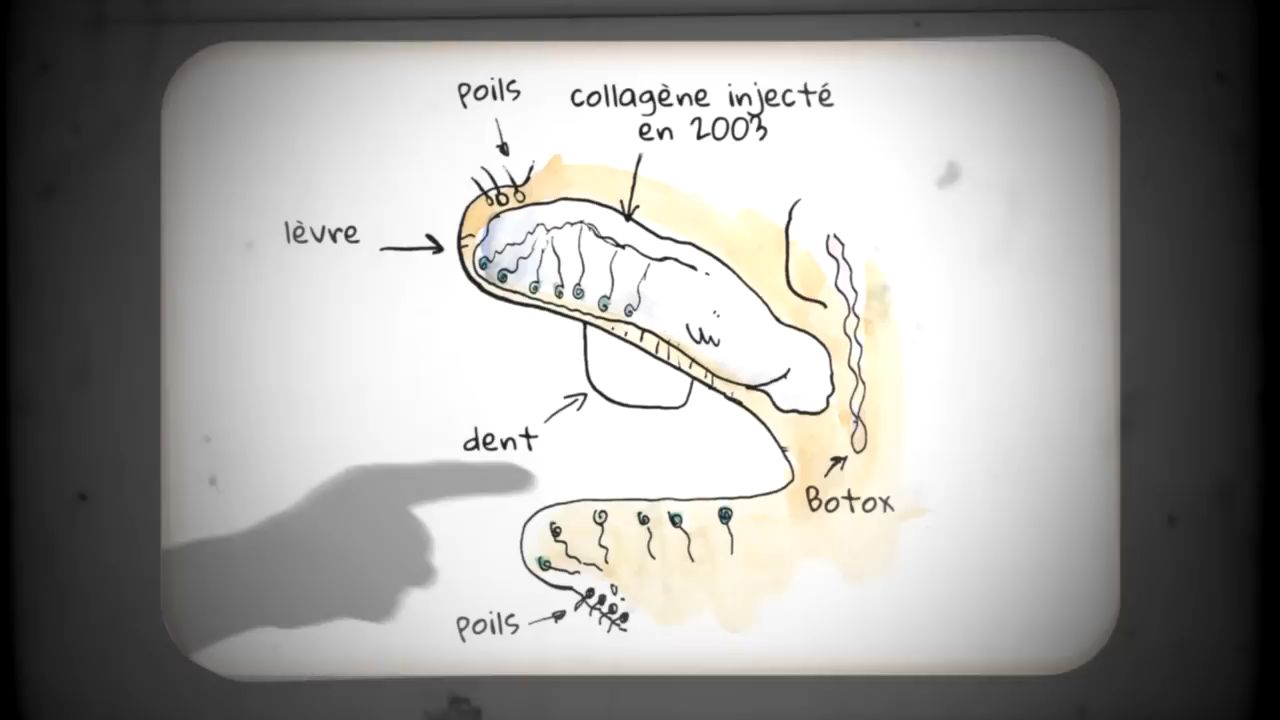 poils
collagène injecté
en 2003
lèvre
dent
Botox
poils